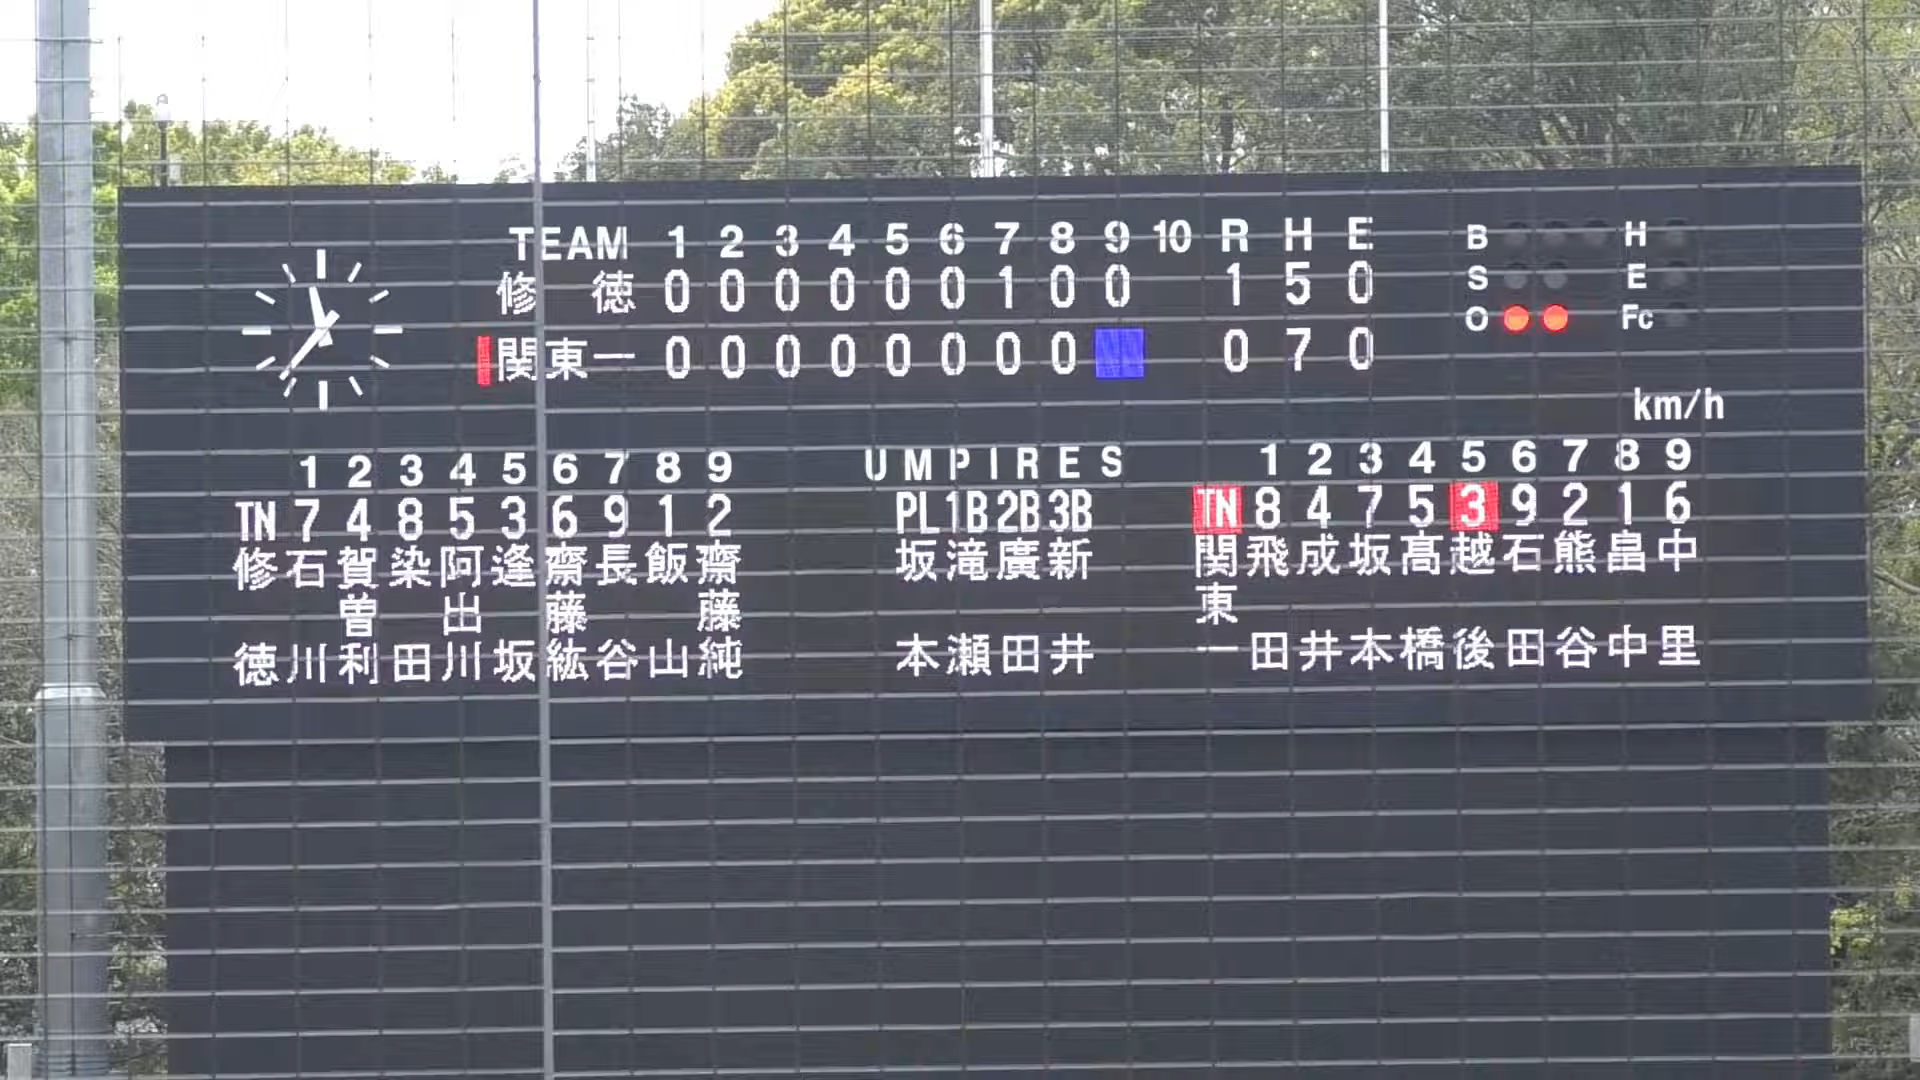 TEAM 1 2 3 4 5 6 7 8 9 10 R H E
修徳 0 0 0 0 0 0 1 0 0 1 5 0
関東一 0 0 0 0 0 0 0 0 0 7 0
B H
S E
O Fc
km/h
1 2 3 4 5 6 7 8 9
TN 7 4 8 5 3 6 9 1 2
修徳 石川 賀曽利 染田 阿出川 逢坂 齋藤紘 長谷 飯山 齋藤純
UMPIRES
PL 1B 2B 3B
坂本 滝瀬 廣田 新井
1 2 3 4 5 6 7 8 9
TN 8 4 7 5 3 9 2 1 6
関東一 飛田 成井 坂本 髙橋 越後 石田 熊谷 畠中 中里